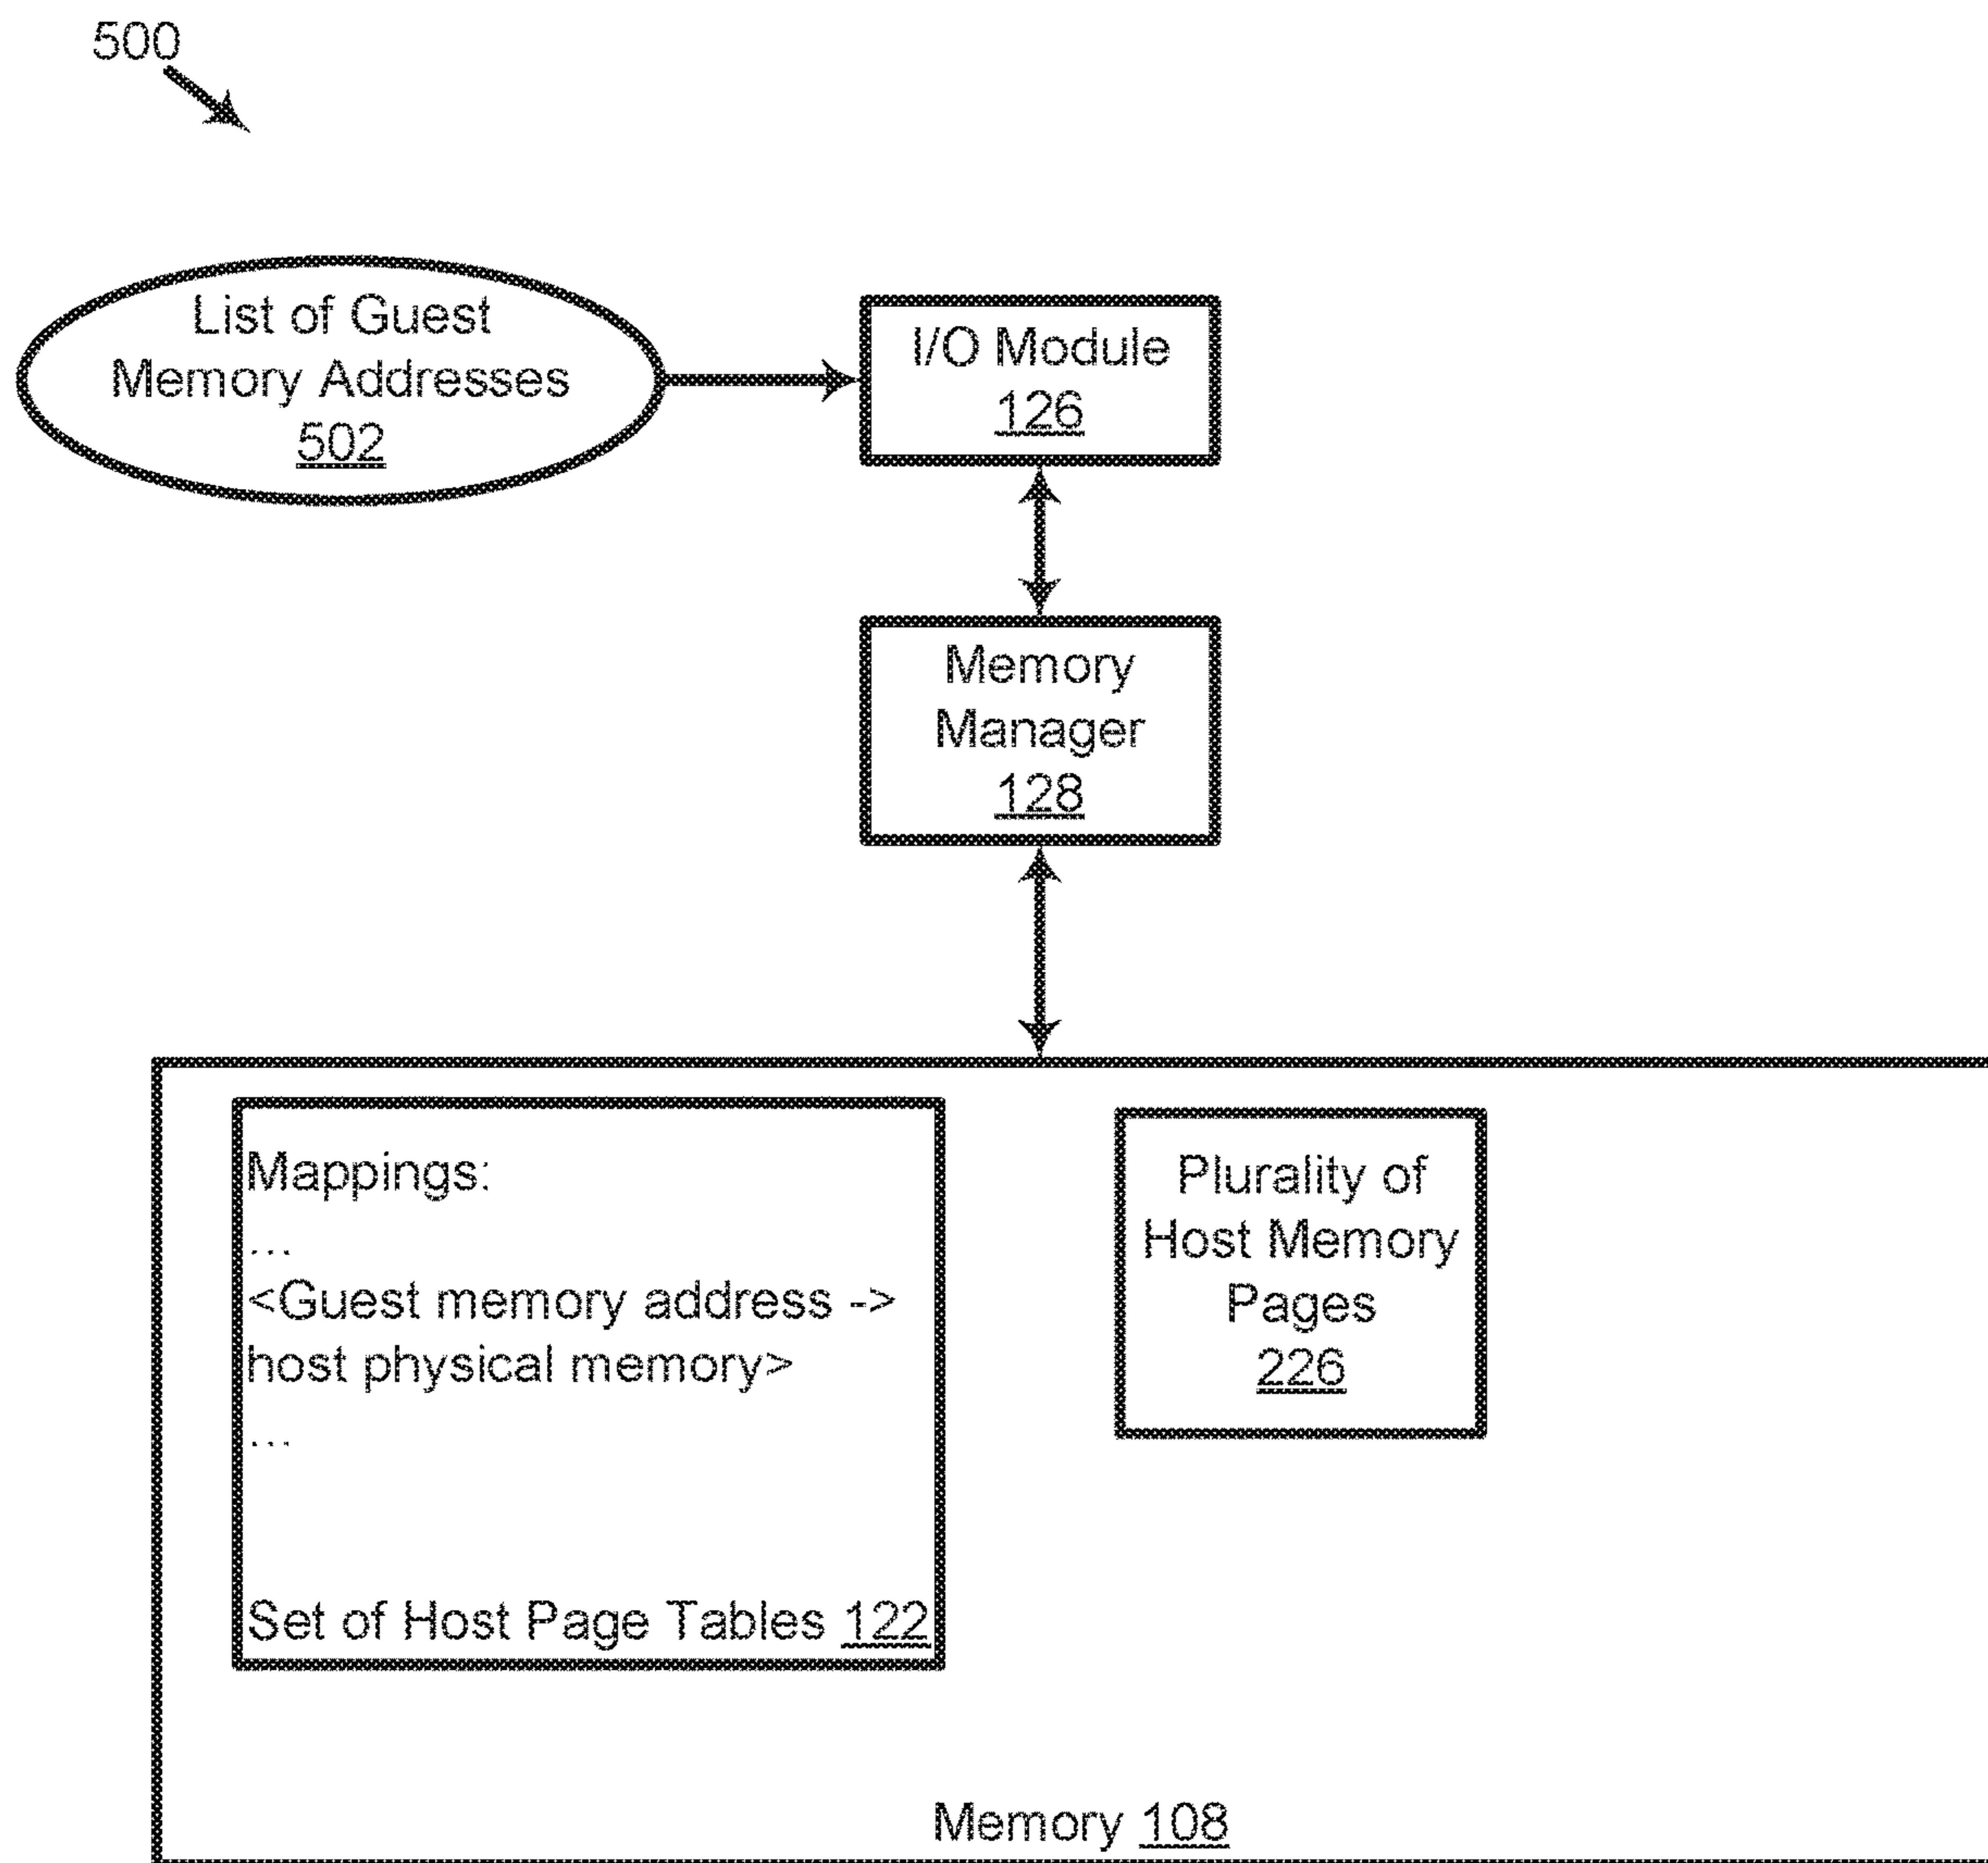 500
List of Guest
Memory Addresses
502
I/O Module
126
Memory
Manager
128
Mappings:
...
<Guest memory address ->
host physical memory>
...
Set of Host Page Tables 122
Plurality of
Host Memory
Pages
226
Memory 108